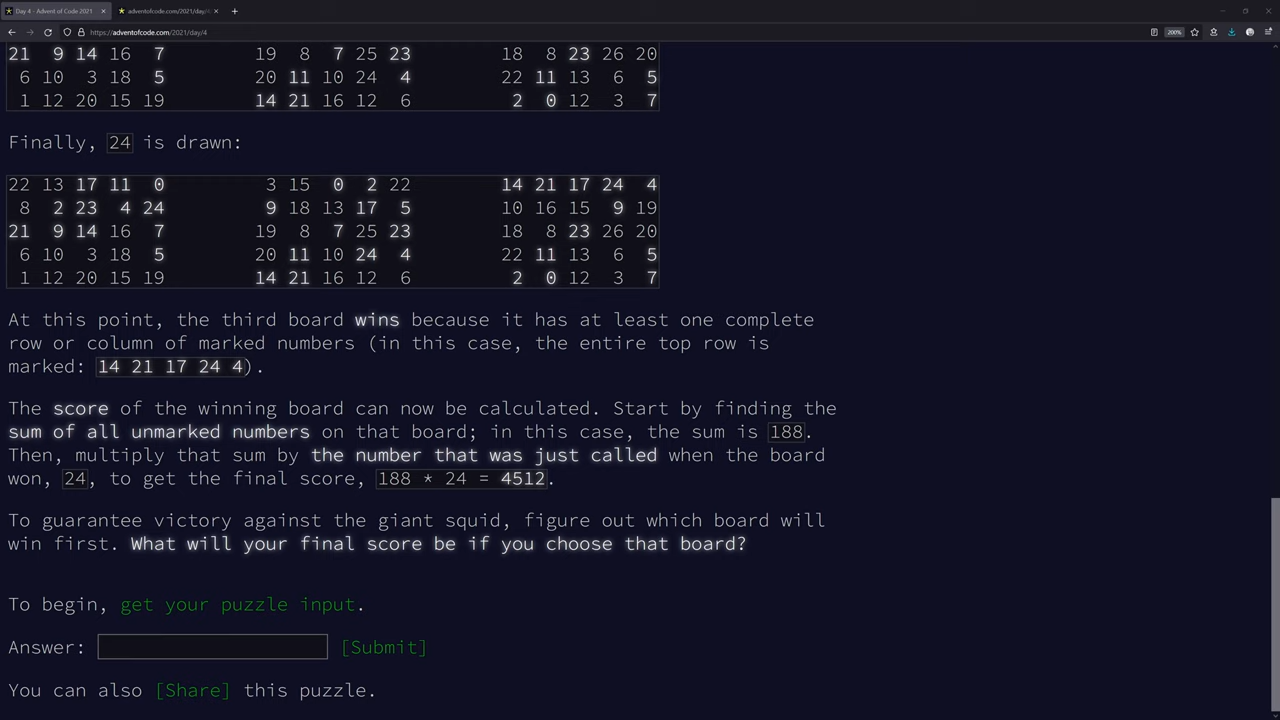 Day 4 - Advent of Code 2021
adventofcode.com/2021/day/4
https://adventofcode.com/2021/day/4
200%
21 9 14 16 7 19 8 7 25 23 18 8 23 26 20
6 10 3 18 5 20 11 10 24 4 22 11 13 6 5
1 12 20 15 19 14 21 16 12 6 2 0 12 3 7
Finally, 24 is drawn:
22 13 17 11 0 3 15 0 2 22 14 21 17 24 4
8 2 23 4 24 9 18 13 17 5 10 16 15 9 19
21 9 14 16 7 19 8 7 25 23 18 8 23 26 20
6 10 3 18 5 20 11 10 24 4 22 11 13 6 5
1 12 20 15 19 14 21 16 12 6 2 0 12 3 7
At this point, the third board wins because it has at least one complete
row or column of marked numbers (in this case, the entire top row is
marked: 14 21 17 24 4).
The score of the winning board can now be calculated. Start by finding the
sum of all unmarked numbers on that board; in this case, the sum is 188.
Then, multiply that sum by the number that was just called when the board
won, 24, to get the final score, 188 * 24 = 4512.
To guarantee victory against the giant squid, figure out which board will
win first. What will your final score be if you choose that board?
To begin, get your puzzle input.
Answer: [Submit]
You can also [Share] this puzzle.